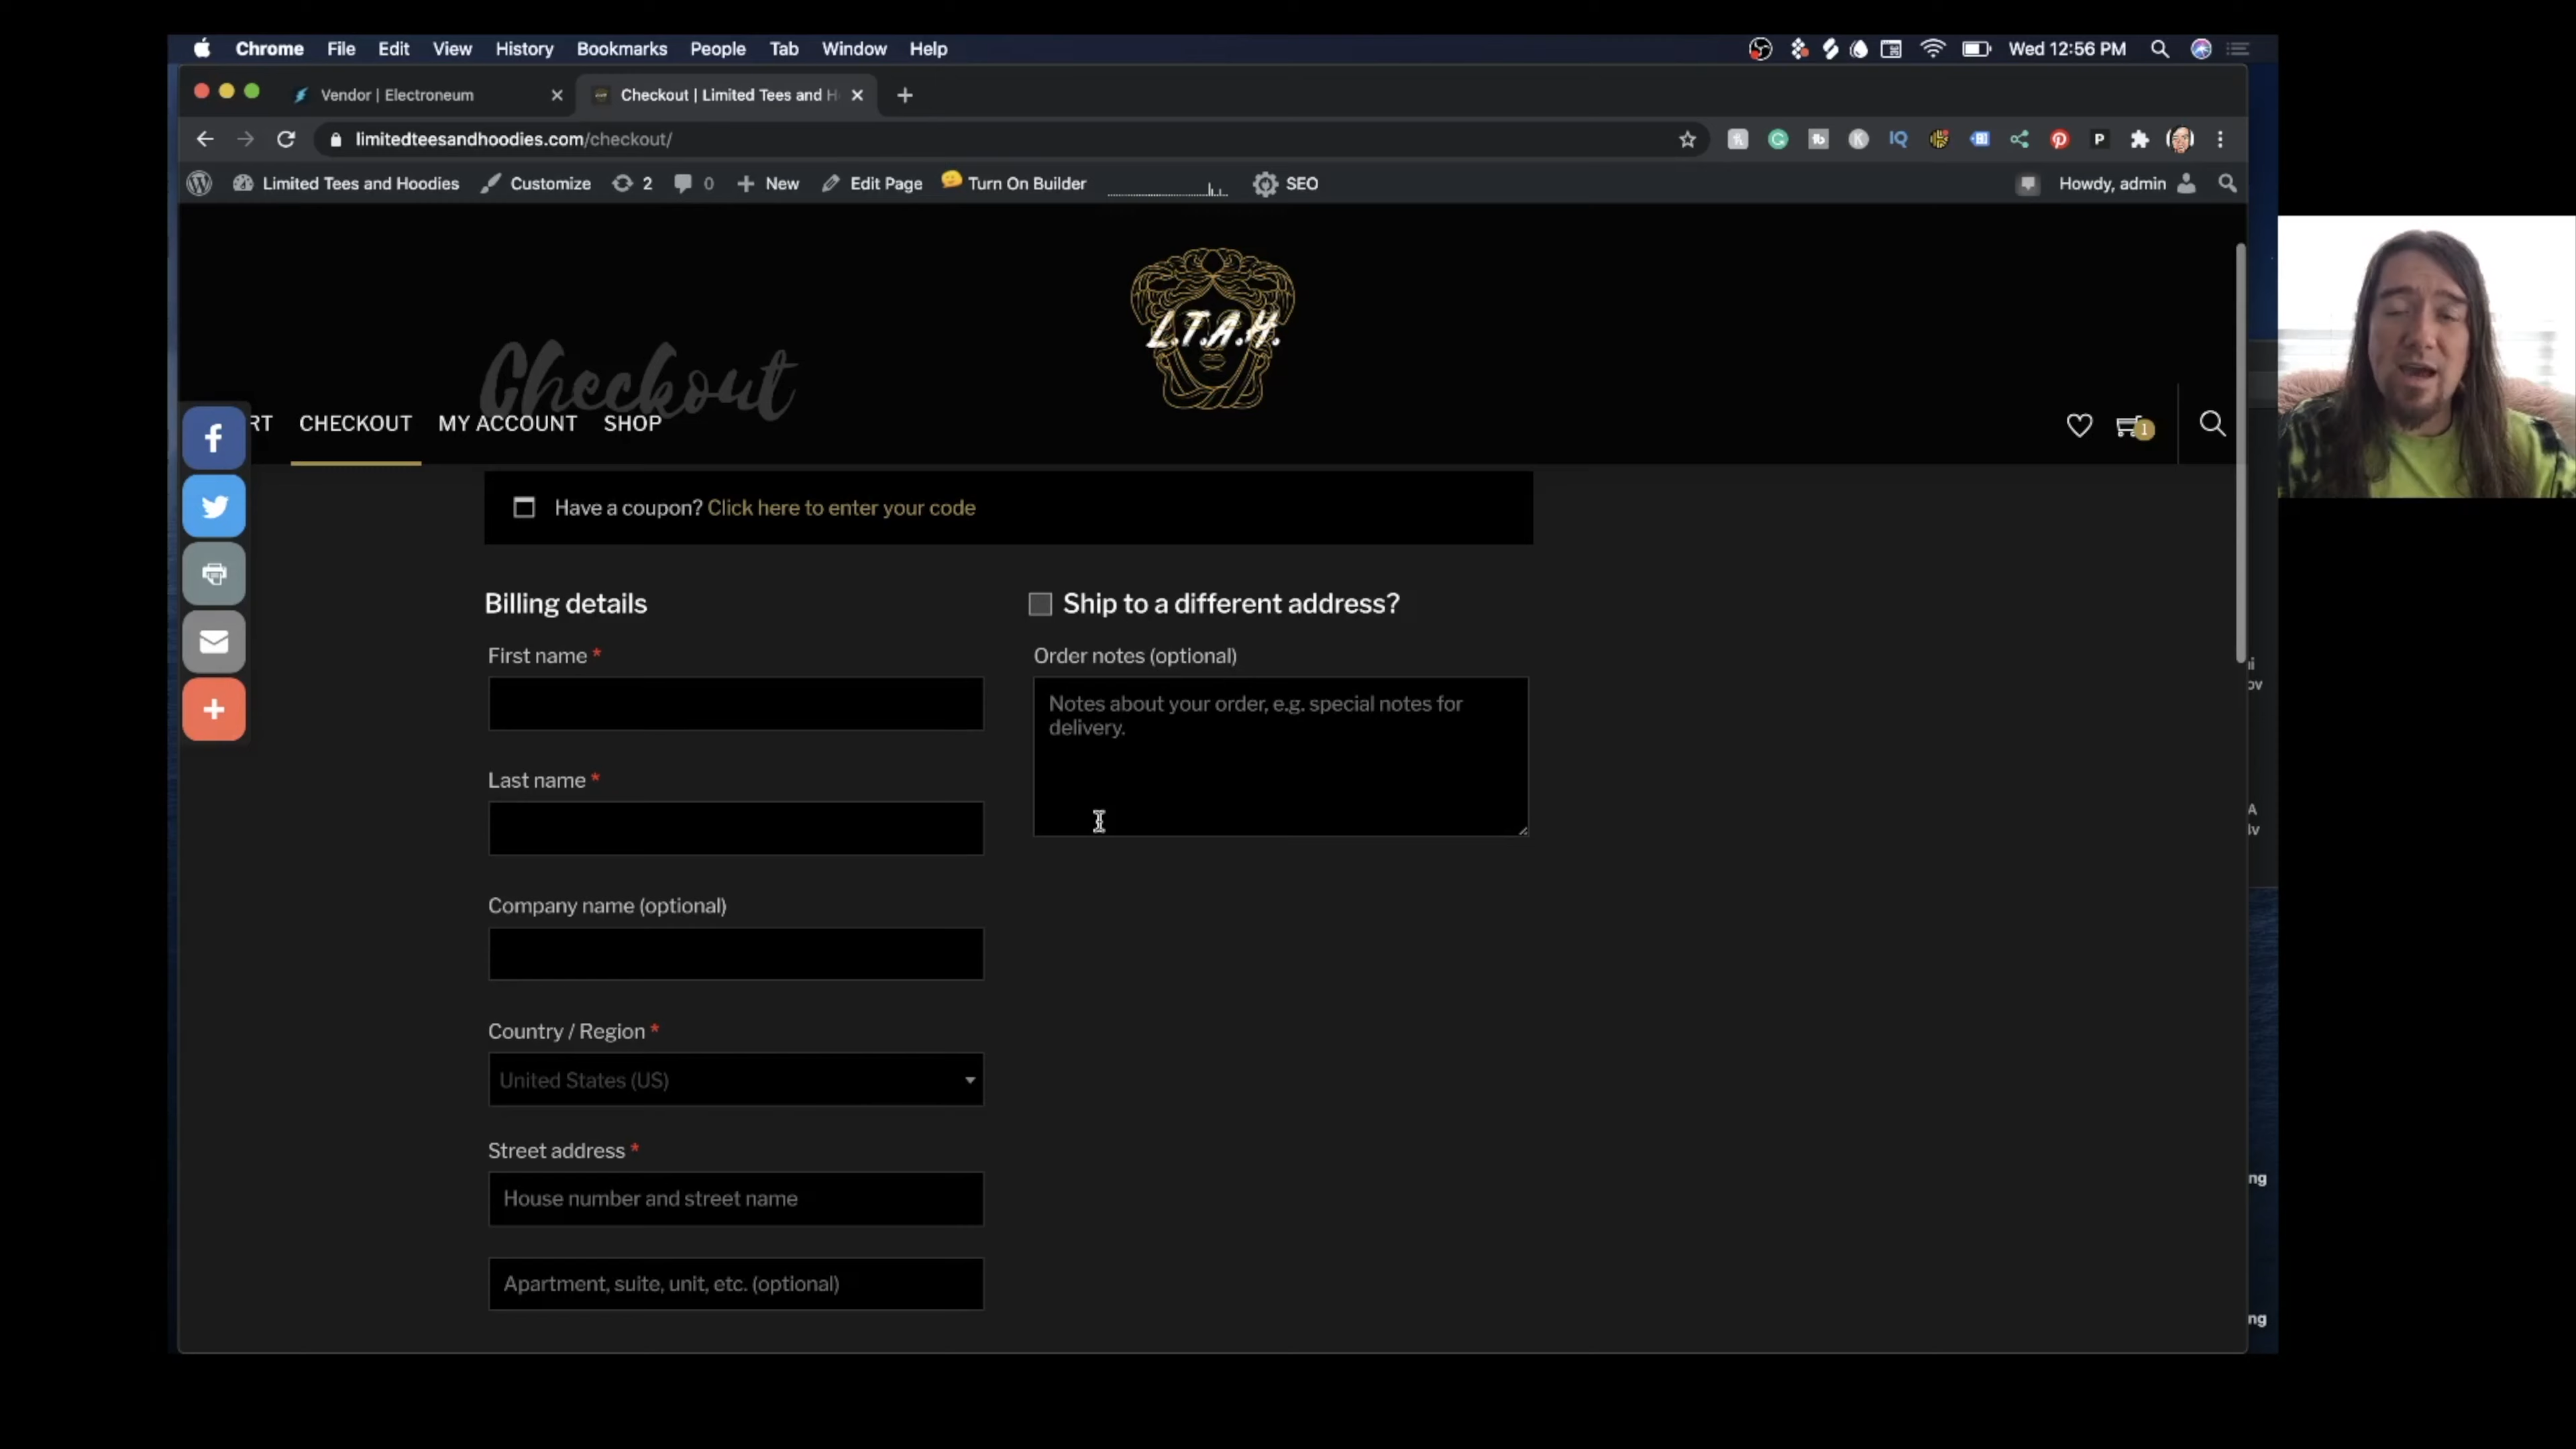 Chrome File Edit View History Bookmarks People Tab Window Help Wed 12:56 PM
Vendor | Electroneum
Checkout | Limited Tees and H
limitedteesandhoodies.com/checkout/
IQ
P
Limited Tees and Hoodies Customize 2 0 New Edit Page Turn On Builder SEO Howdy, admin
L.T.A.H.
Checkout
RT CHECKOUT MY ACCOUNT SHOP
1
Have a coupon? Click here to enter your code
Billing details
Ship to a different address?
First name *
Order notes (optional)
Notes about your order, e.g. special notes for
delivery.
Last name *
Company name (optional)
Country / Region *
United States (US)
Street address *
House number and street name
Apartment, suite, unit, etc. (optional)
ng
ng